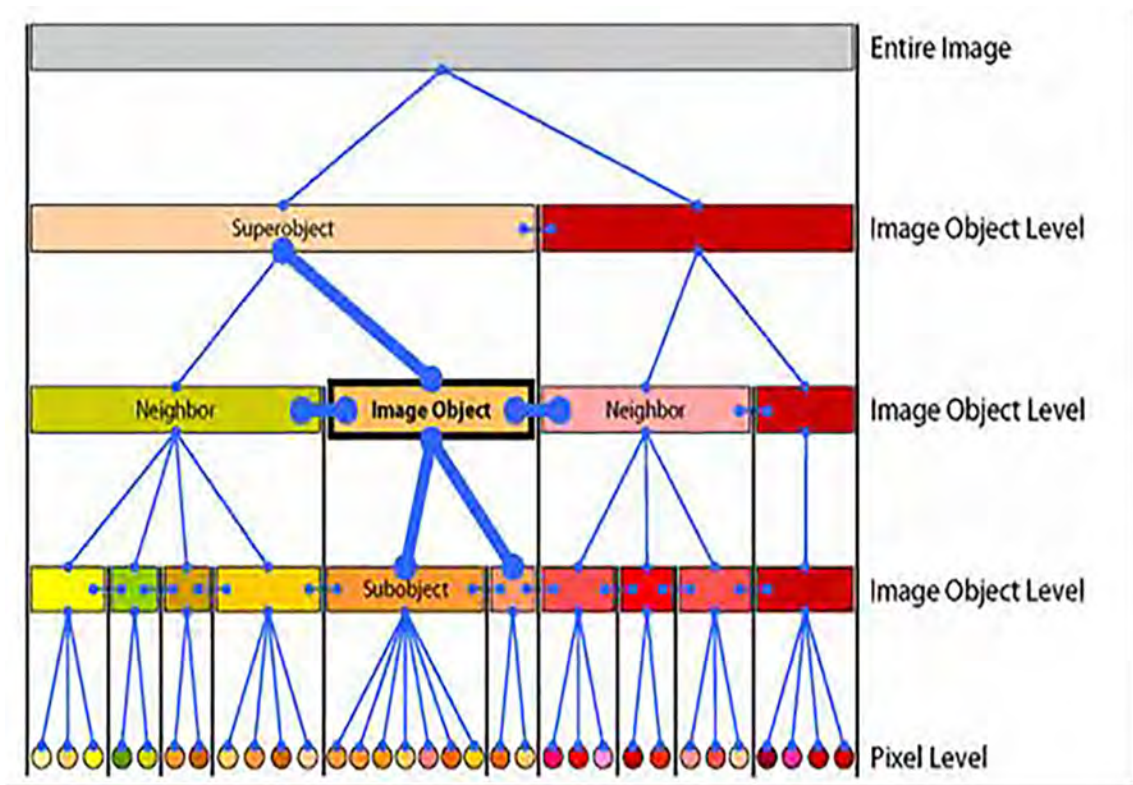 Entire Image
Superobject
Image Object Level
Neighbor
Image Object
Neighbor
Image Object Level
Subobject
Image Object Level
Pixel Level